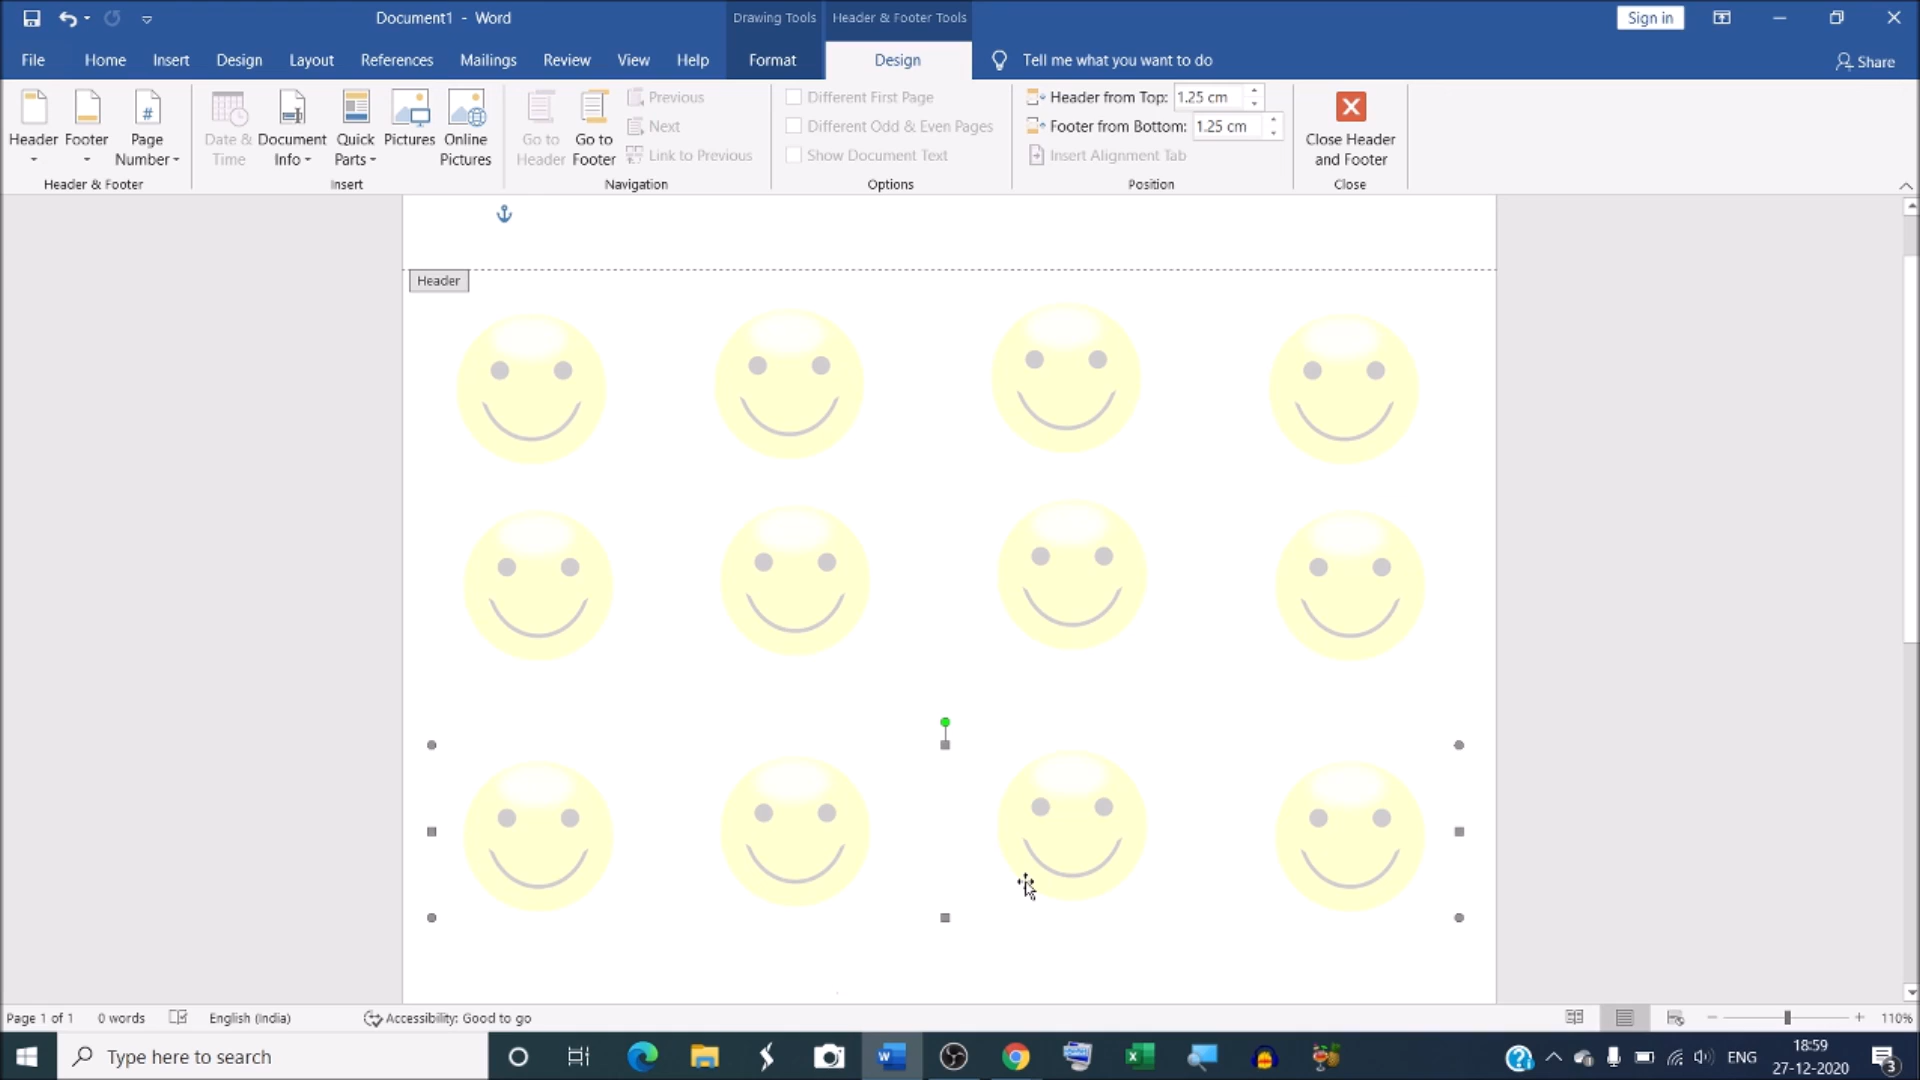 Document1 - Word
Drawing Tools
Header & Footer Tools
Sign in
File
Home
Insert
Design
Layout
References
Mailings
Review
View
Help
Format
Design
Tell me what you want to do
Share
Header
Footer
Page
Number
Header & Footer
Date &
Time
Document
Info
Quick
Parts
Pictures
Online
Pictures
Insert
Go to
Header
Go to
Footer
Previous
Next
Link to Previous
Navigation
Different First Page
Different Odd & Even Pages
Show Document Text
Options
Header from Top: 1.25 cm
Footer from Bottom: 1.25 cm
Insert Alignment Tab
Position
Close Header
and Footer
Close
Header
Page 1 of 1
0 words
English (India)
Accessibility: Good to go
110%
Type here to search
ENG
18:59
27-12-2020
3